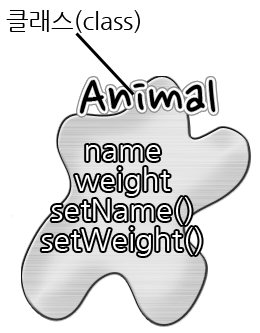 클래스(class)
Animal
name
weight
setName()
setWeight()